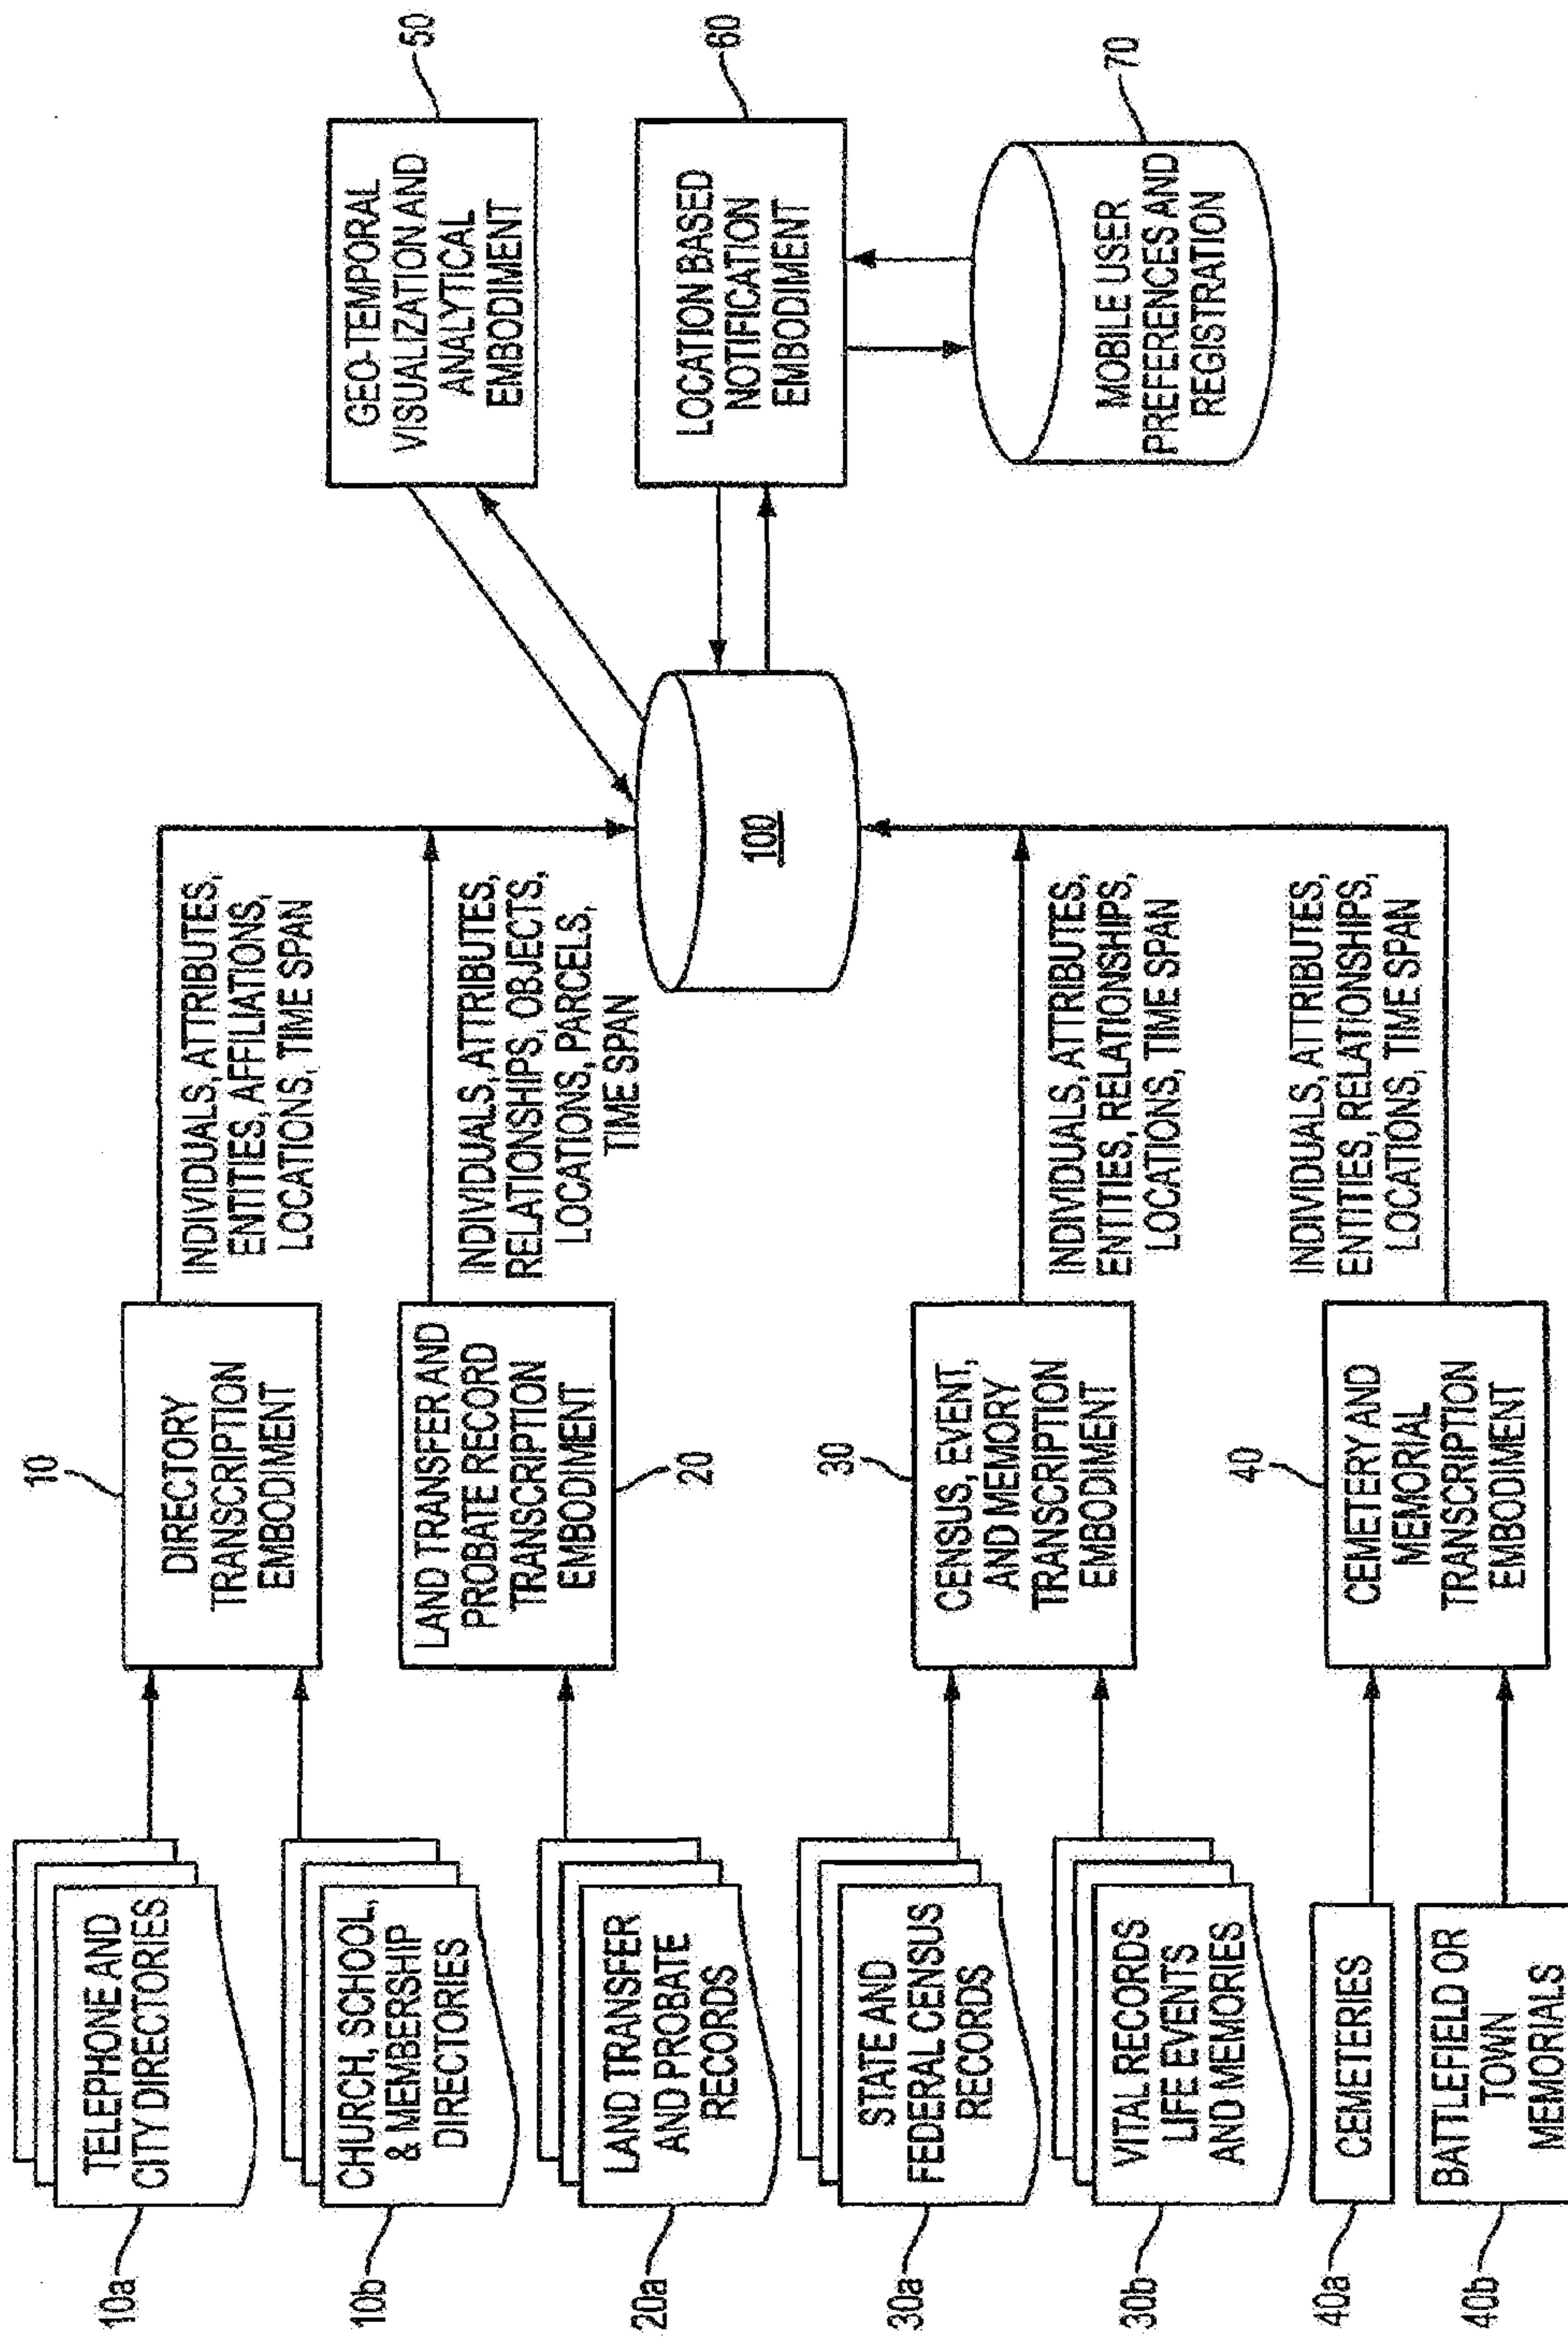 10a
TELEPHONE AND
CITY DIRECTORIES
10b
CHURCH, SCHOOL,
& MEMBERSHIP
DIRECTORIES
20a
LAND TRANSFER
AND PROBATE
RECORDS
30a
STATE AND
FEDERAL CENSUS
RECORDS
30b
VITAL RECORDS
LIFE EVENTS
AND MEMORIES
40a
CEMETERIES
40b
BATTLEFIELD OR
TOWN
MEMORIALS
10
DIRECTORY
TRANSCRIPTION
EMBODIMENT
LAND TRANSFER AND
PROBATE RECORD
TRANSCRIPTION
EMBODIMENT
20
30
CENSUS, EVENT,
AND MEMORY
TRANSCRIPTION
EMBODIMENT
40
CEMETERY AND
MEMORIAL
TRANSCRIPTION
EMBODIMENT
INDIVIDUALS, ATTRIBUTES,
ENTITIES, AFFILIATIONS,
LOCATIONS, TIME SPAN
INDIVIDUALS, ATTRIBUTES,
RELATIONSHIPS, OBJECTS,
LOCATIONS, PARCELS,
TIME SPAN
INDIVIDUALS, ATTRIBUTES,
ENTITIES, RELATIONSHIPS,
LOCATIONS, TIME SPAN
INDIVIDUALS, ATTRIBUTES,
ENTITIES, RELATIONSHIPS,
LOCATIONS, TIME SPAN
100
GEO-TEMPORAL
VISUALIZATION AND
ANALYTICAL
EMBODIMENT
50
LOCATION BASED
NOTIFICATION
EMBODIMENT
60
MOBILE USER
PREFERENCES AND
REGISTRATION
70